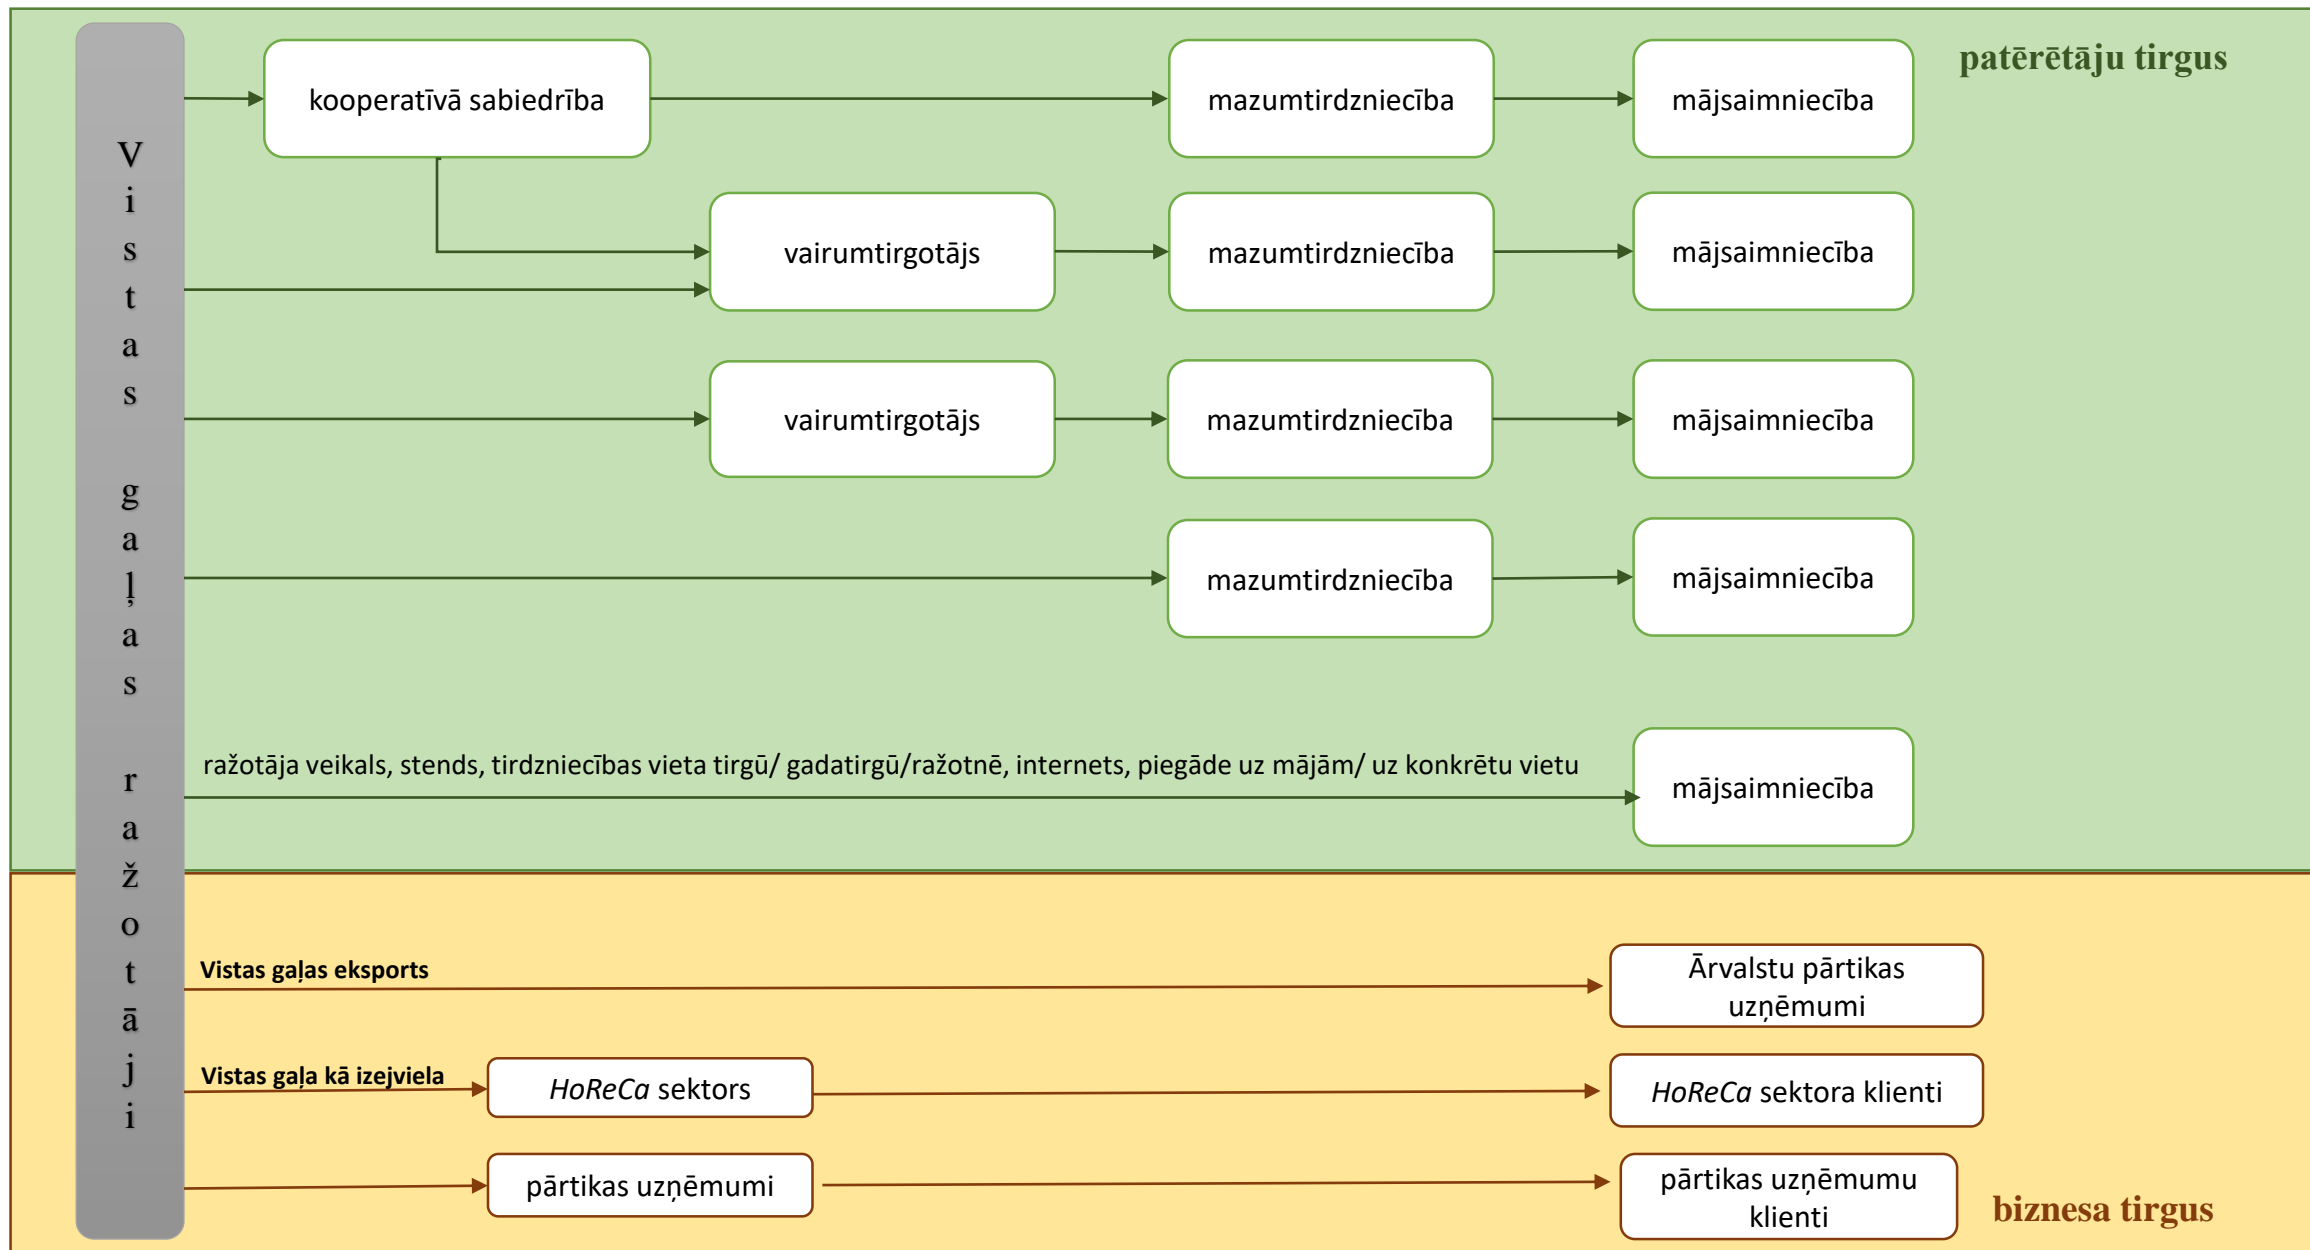 patērētāju tirgus
Vistas gaļas ražotāji
kooperatīvā sabiedrība
mazumtirdzniecība
mājsaimniecība
vairumtirgotājs
mazumtirdzniecība
mājsaimniecība
vairumtirgotājs
mazumtirdzniecība
mājsaimniecība
mazumtirdzniecība
mājsaimniecība
ražotāja veikals, stends, tirdzniecības vieta tirgū/ gadatirgū/ražotnē, internets, piegāde uz mājām/ uz konkrētu vietu
mājsaimniecība
Vistas gaļas eksports
Ārvalstu pārtikas
uzņēmumi
Vistas gaļa kā izejviela
HoReCa sektors
HoReCa sektora klienti
pārtikas uzņēmumi
pārtikas uzņēmumu
klienti
biznesa tirgus